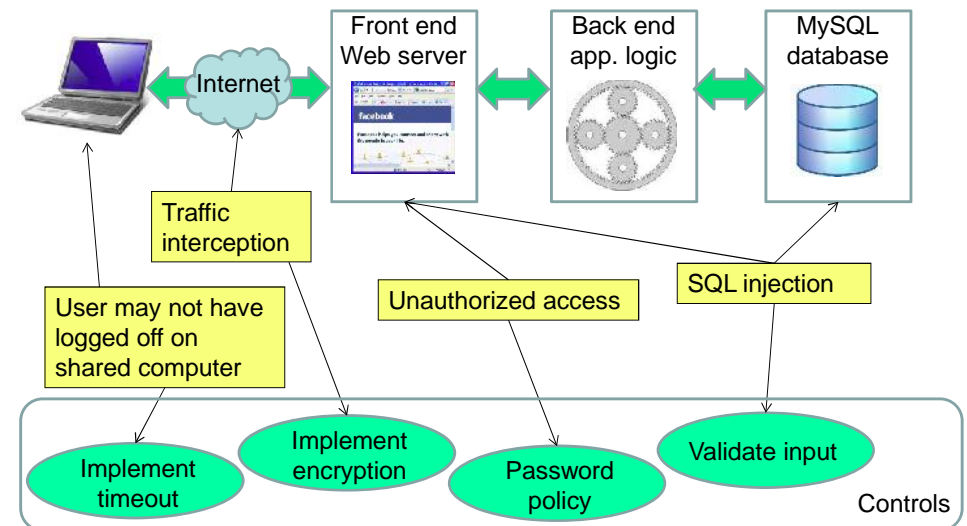 Front end
Web server
Back end
app. logic
MySQL
database
Internet
facebook
Traffic
interception
User may not have
logged off on
shared computer
Unauthorized access
SQL injection
Implement
timeout
Implement
encryption
Password
policy
Validate input
Controls